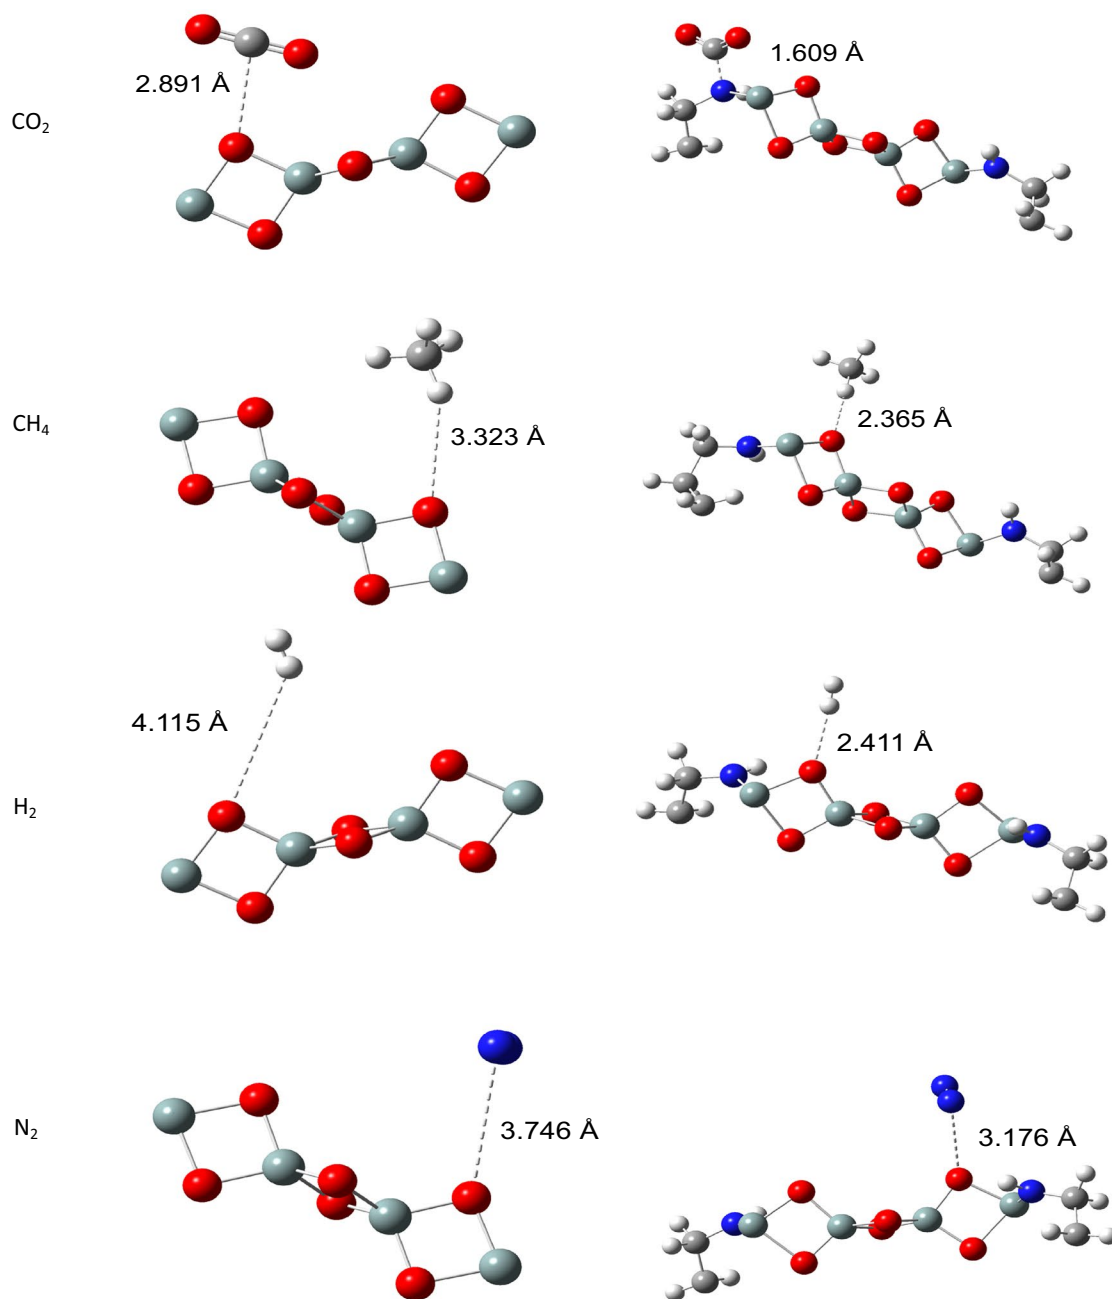 2.891 Å
1.609 Å
CO₂
CH₄
3.323 Å
2.365 Å
4.115 Å
2.411 Å
H₂
N₂
3.746 Å
3.176 Å